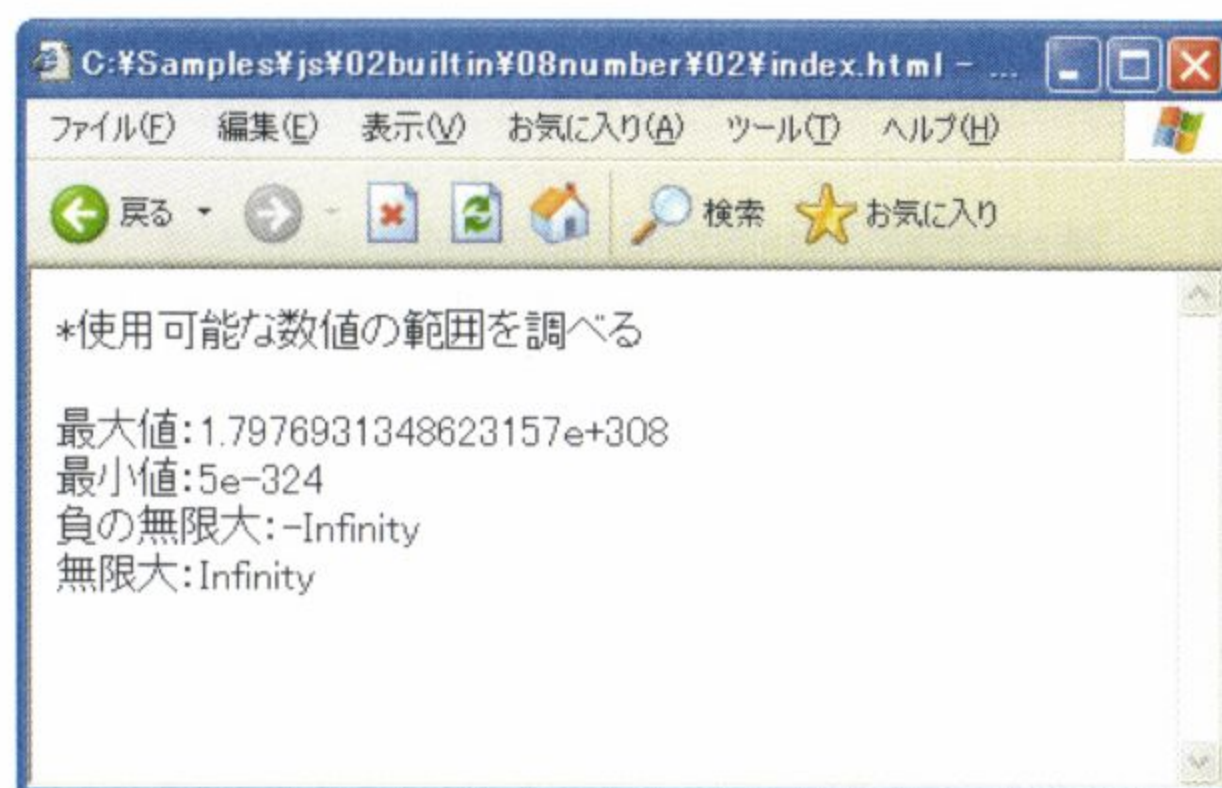 C:¥Samples¥js¥02builtin¥08number¥02¥index.html - ...
ファイル(F) 編集(E) 表示(V) お気に入り(A) ツール(T) ヘルプ(H)
戻る 検索 お気に入り
*使用可能な数値の範囲を調べる
最大値:1.7976931348623157e+308
最小値:5e-324
負の無限大:-Infinity
無限大:Infinity